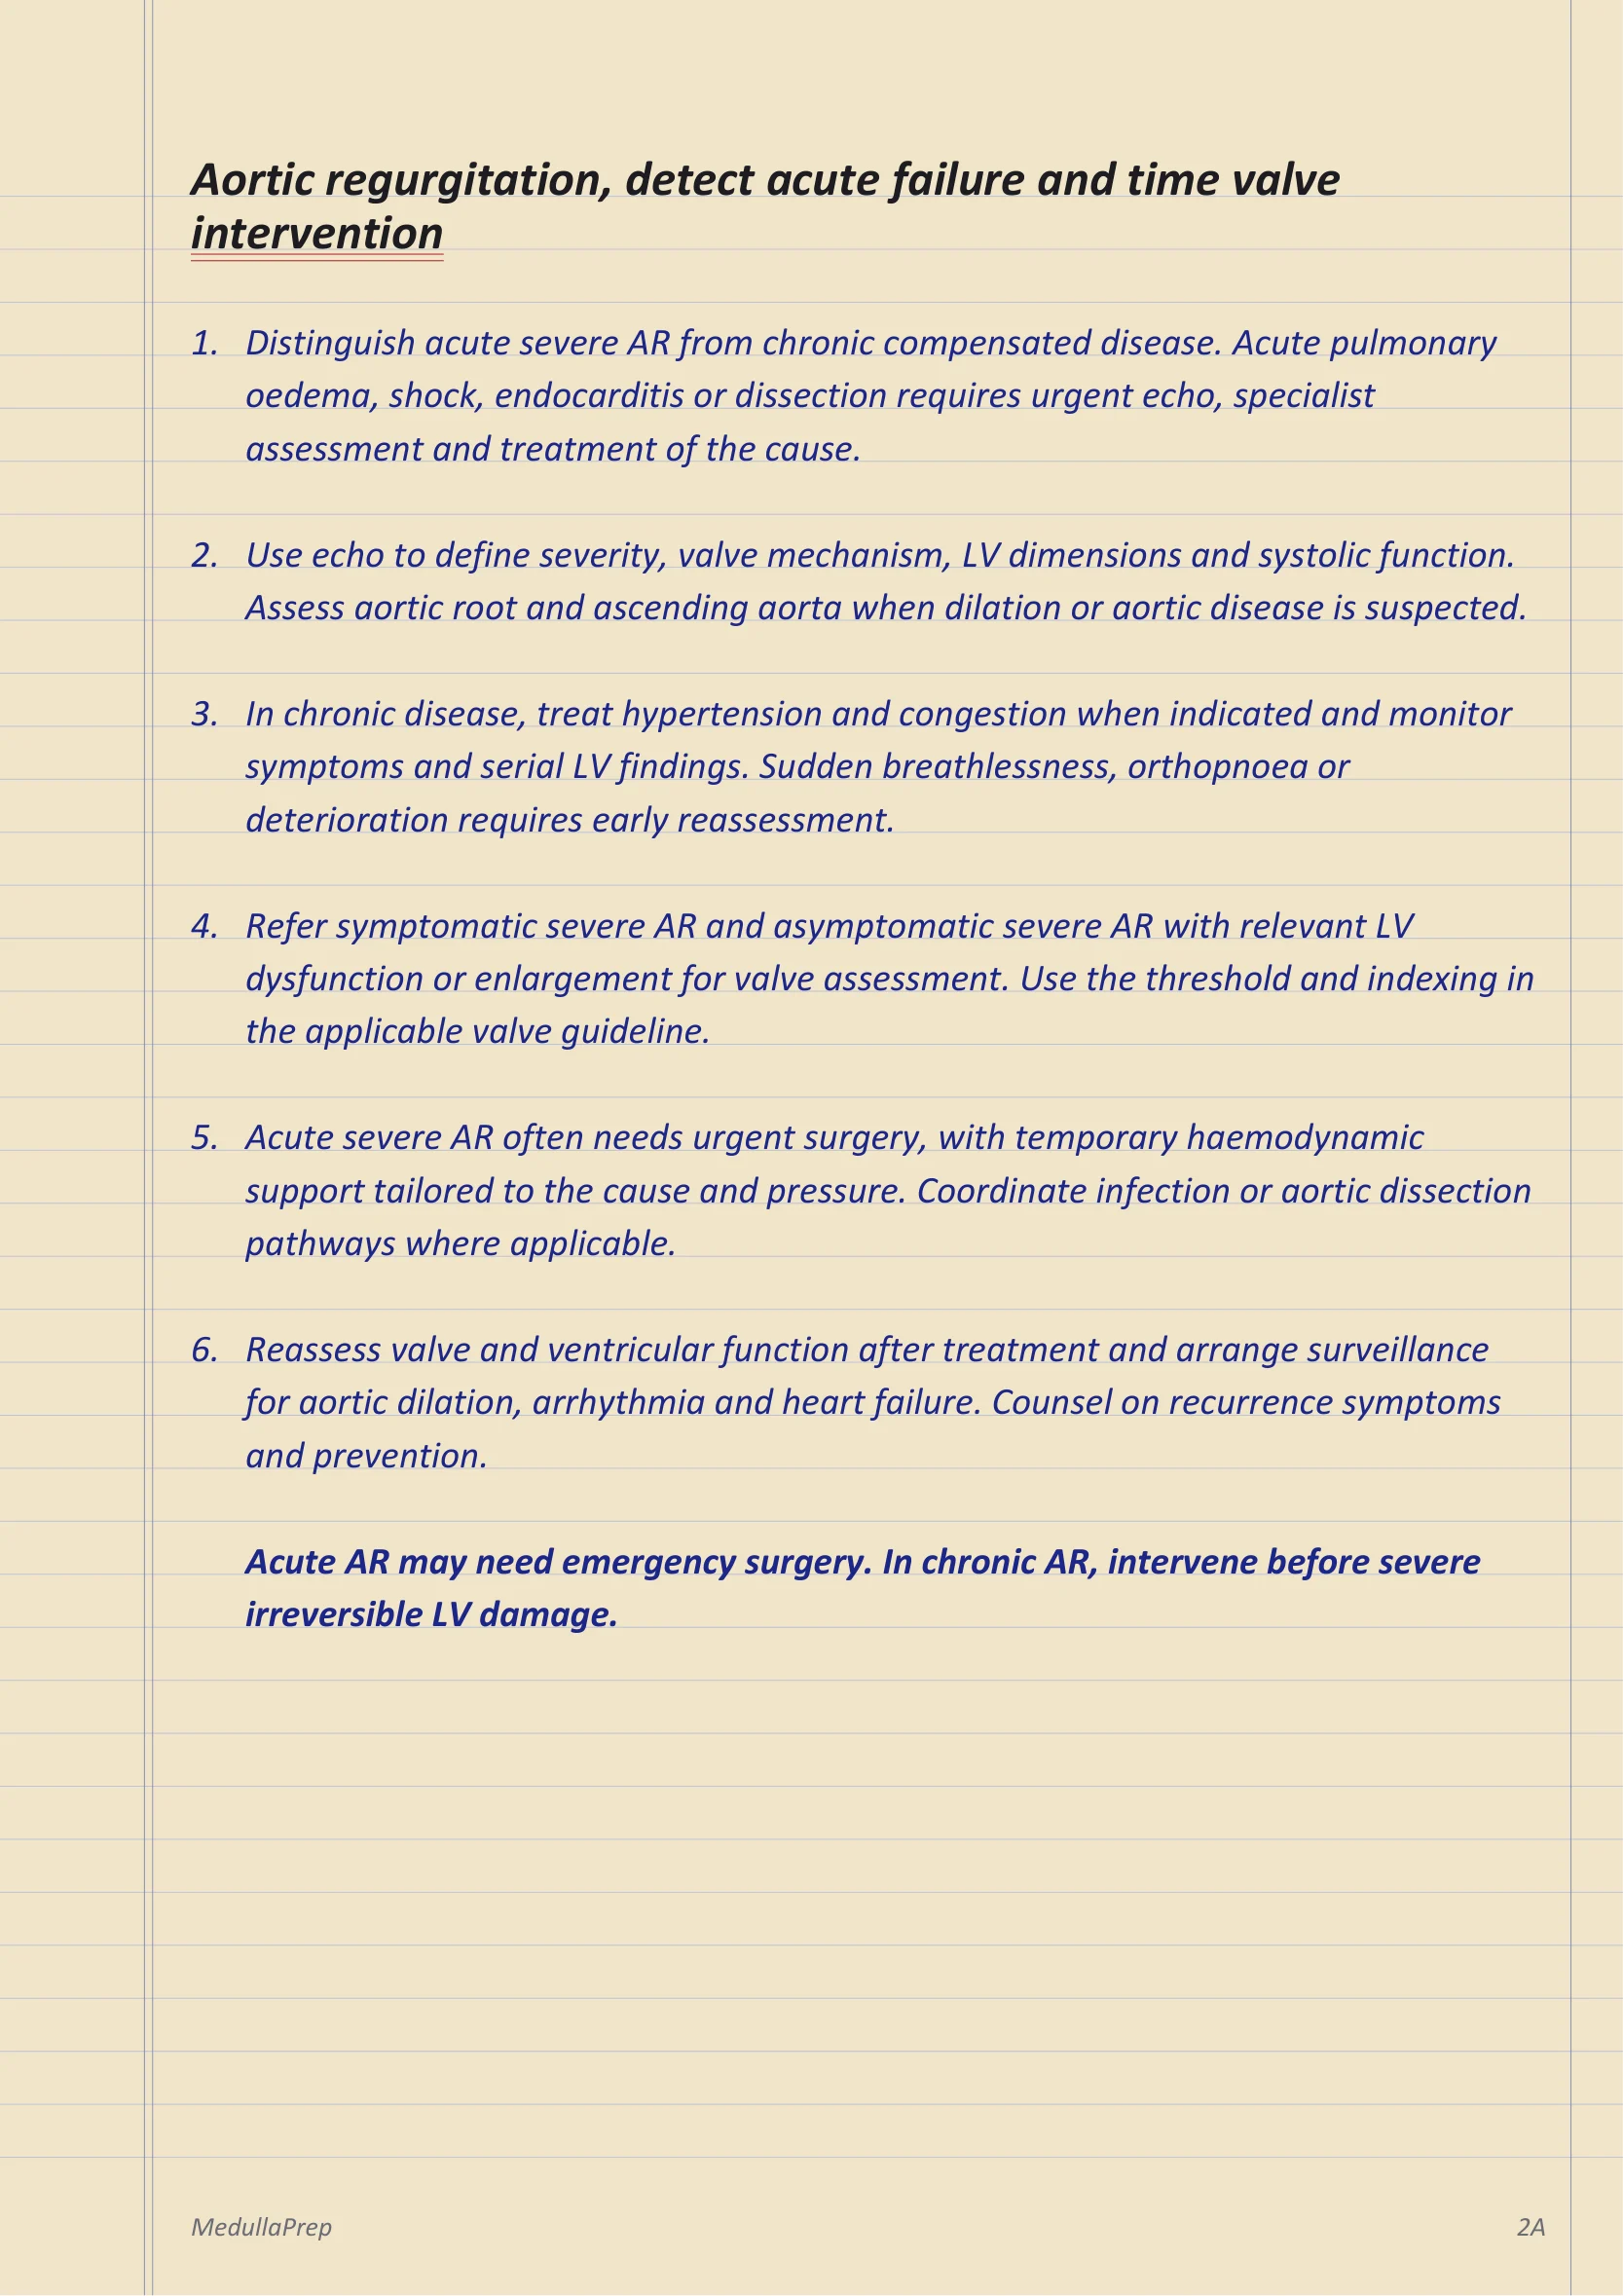 Aortic regurgitation, detect acute failure and time valve
intervention
1. Distinguish acute severe AR from chronic compensated disease. Acute pulmonary
oedema, shock, endocarditis or dissection requires urgent echo, specialist
assessment and treatment of the cause.
2. Use echo to define severity, valve mechanism, LV dimensions and systolic function.
Assess aortic root and ascending aorta when dilation or aortic disease is suspected.
3. In chronic disease, treat hypertension and congestion when indicated and monitor
symptoms and serial LV findings. Sudden breathlessness, orthopnoea or
deterioration requires early reassessment.
4. Refer symptomatic severe AR and asymptomatic severe AR with relevant LV
dysfunction or enlargement for valve assessment. Use the threshold and indexing in
the applicable valve guideline.
5. Acute severe AR often needs urgent surgery, with temporary haemodynamic
support tailored to the cause and pressure. Coordinate infection or aortic dissection
pathways where applicable.
6. Reassess valve and ventricular function after treatment and arrange surveillance
for aortic dilation, arrhythmia and heart failure. Counsel on recurrence symptoms
and prevention.
Acute AR may need emergency surgery. In chronic AR, intervene before severe
irreversible LV damage.
MedullaPrep
2A